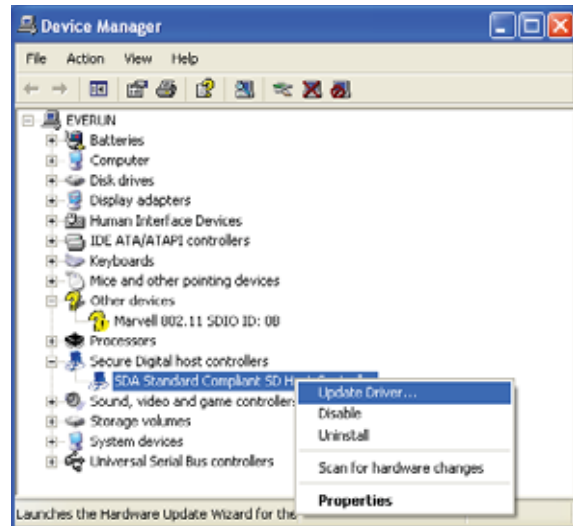 Device Manager
File Action View Help
EVERLIN
Batteries
Computer
Disk drives
Display adapters
Human Interface Devices
IDE ATA/ATAPI controllers
Keyboards
Mice and other pointing devices
Other devices
Marvell 802.11 SDIO ID: 0B
Processors
Secure Digital host controllers
SDA Standard Compliant SD H
Update Driver...
Sound, video and game controller
Disable
Storage volumes
Uninstall
System devices
Universal Serial Bus controllers
Scan for hardware changes
Properties
Launches the Hardware Update Wizard for the